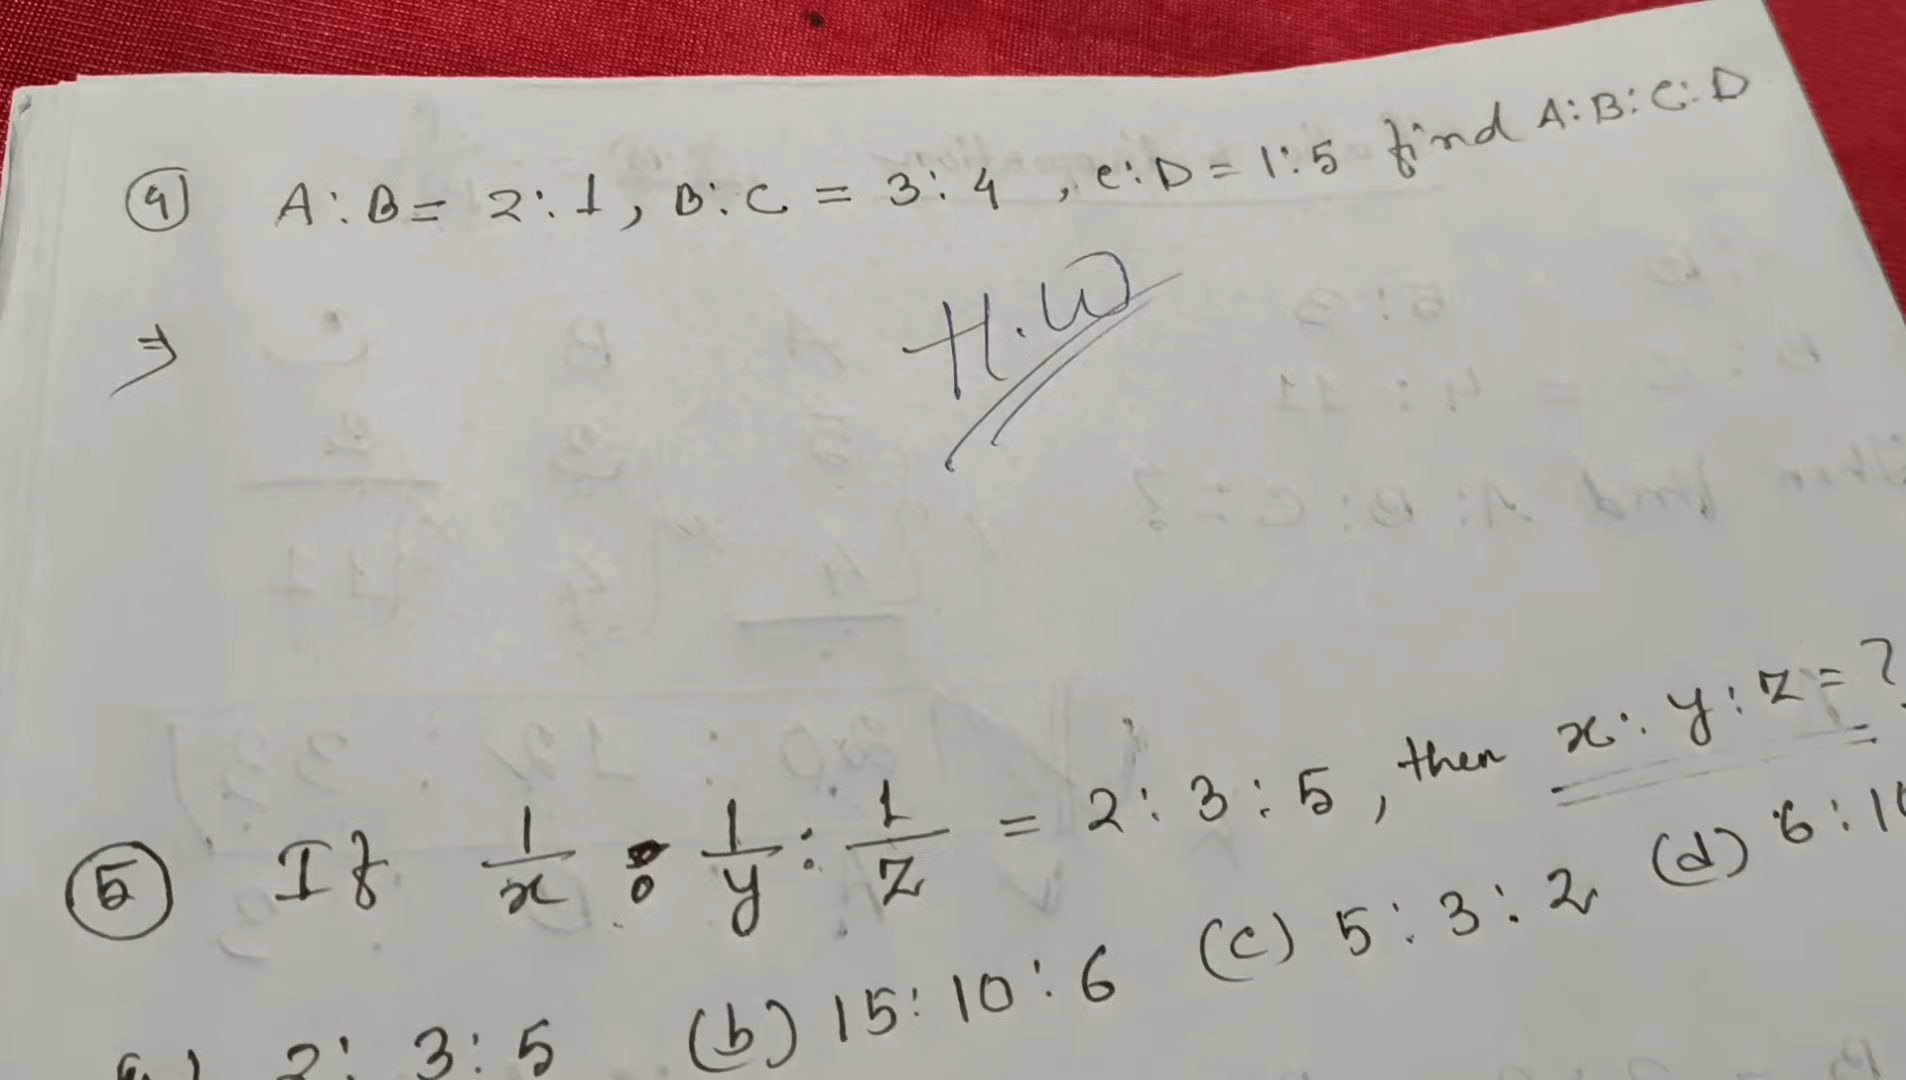 ④ A:B = 2:1, B:C = 3:4, C:D = 1:5 find A:B:C:D
⇒ H.W
⑤ If 1/x : 1/y : 1/z = 2:3:5, then x:y:z = ?
2:3:5 (b) 15:10:6 (c) 5:3:2 (d) 6:10